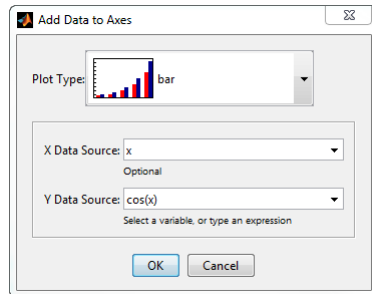 Add Data to Axes
Plot Type: bar
X Data Source: x
Optional
Y Data Source: cos(x)
Select a variable, or type an expression
OK Cancel